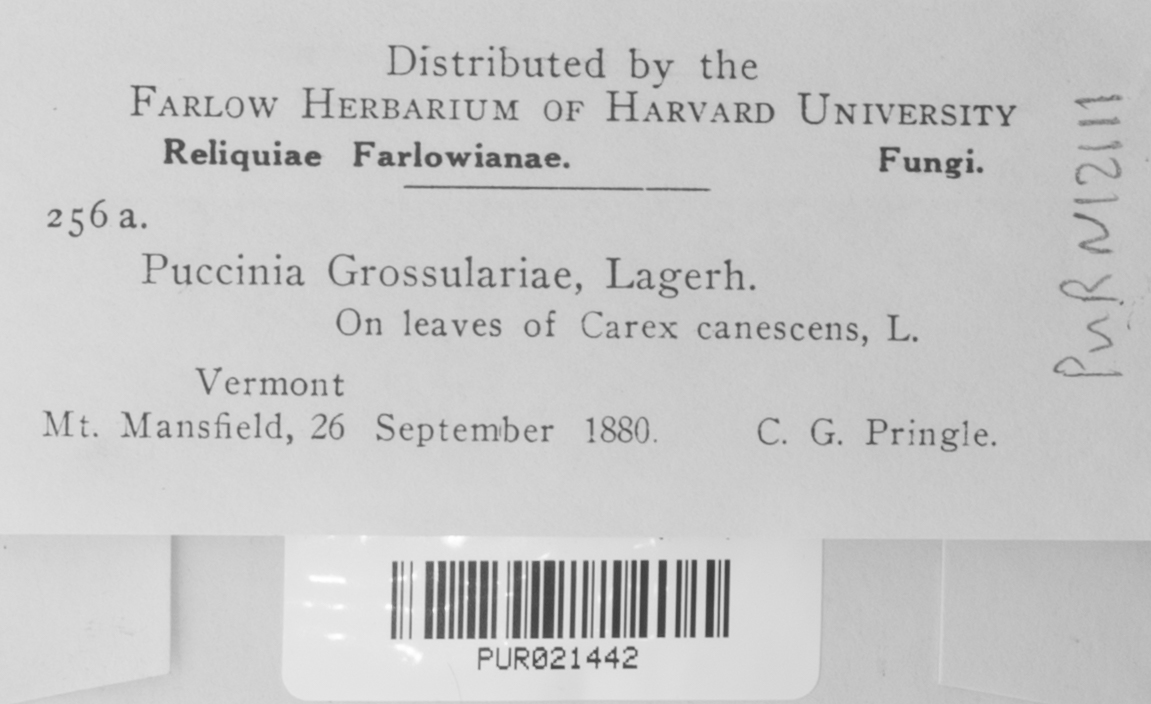 Distributed by the
FARLOW HERBARIUM OF HARVARD UNIVERSITY
Reliquiae Farlowianae. Fungi.
256 a.
Puccinia Grossulariae, Lagerh.
On leaves of Carex canescens, L.
Vermont
Mt. Mansfield, 26 September 1880. C. G. Pringle.
PUR N12111
PUR021442